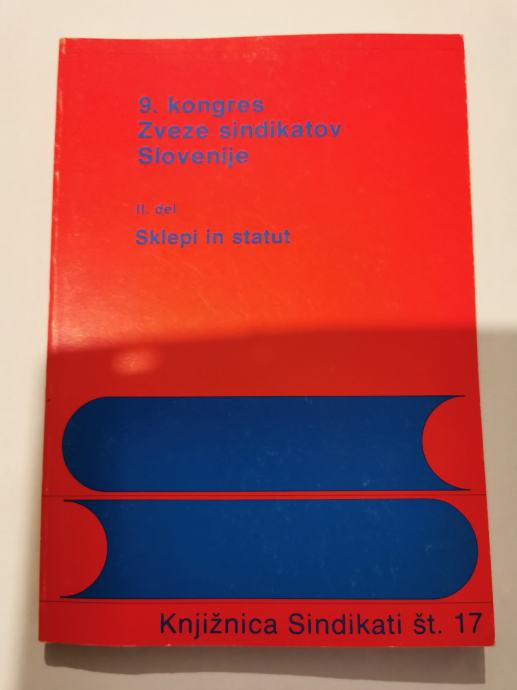 9. kongres
Zveze sindikatov
Slovenije
II. del
Sklepi in statut
Knjižnica Sindikati št. 17